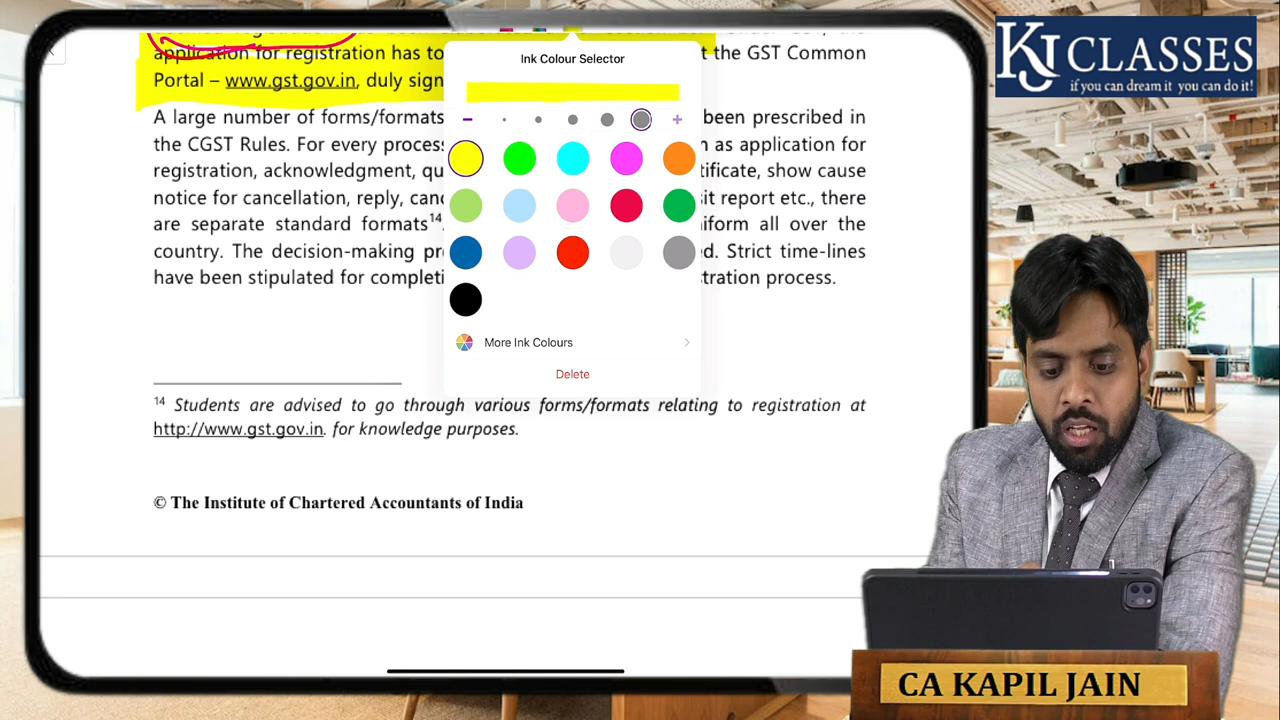 Ink Colour Selector
application for registration has to
t the GST Common
Portal – www.gst.gov.in, duly sign
A large number of forms/formats
been prescribed in
the CGST Rules. For every process
as application for
registration, acknowledgment, qu
tificate, show cause
notice for cancellation, reply, canc
sit report etc., there
are separate standard formats14
iform all over the
country. The decision-making pr
d. Strict time-lines
have been stipulated for completi
stration process.
More Ink Colours
Delete
14 Students are advised to go through various forms/formats relating to registration at
http://www.gst.gov.in. for knowledge purposes.
© The Institute of Chartered Accountants of India
KJ CLASSES
if you can dream it you can do it!
CA KAPIL JAIN